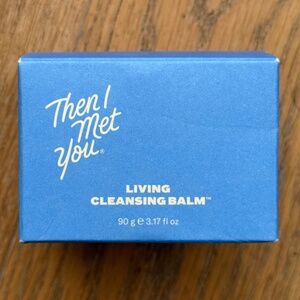 Then I
Met
You®
LIVING
CLEANSING BALM™
90 g ℮ 3.17 fl oz